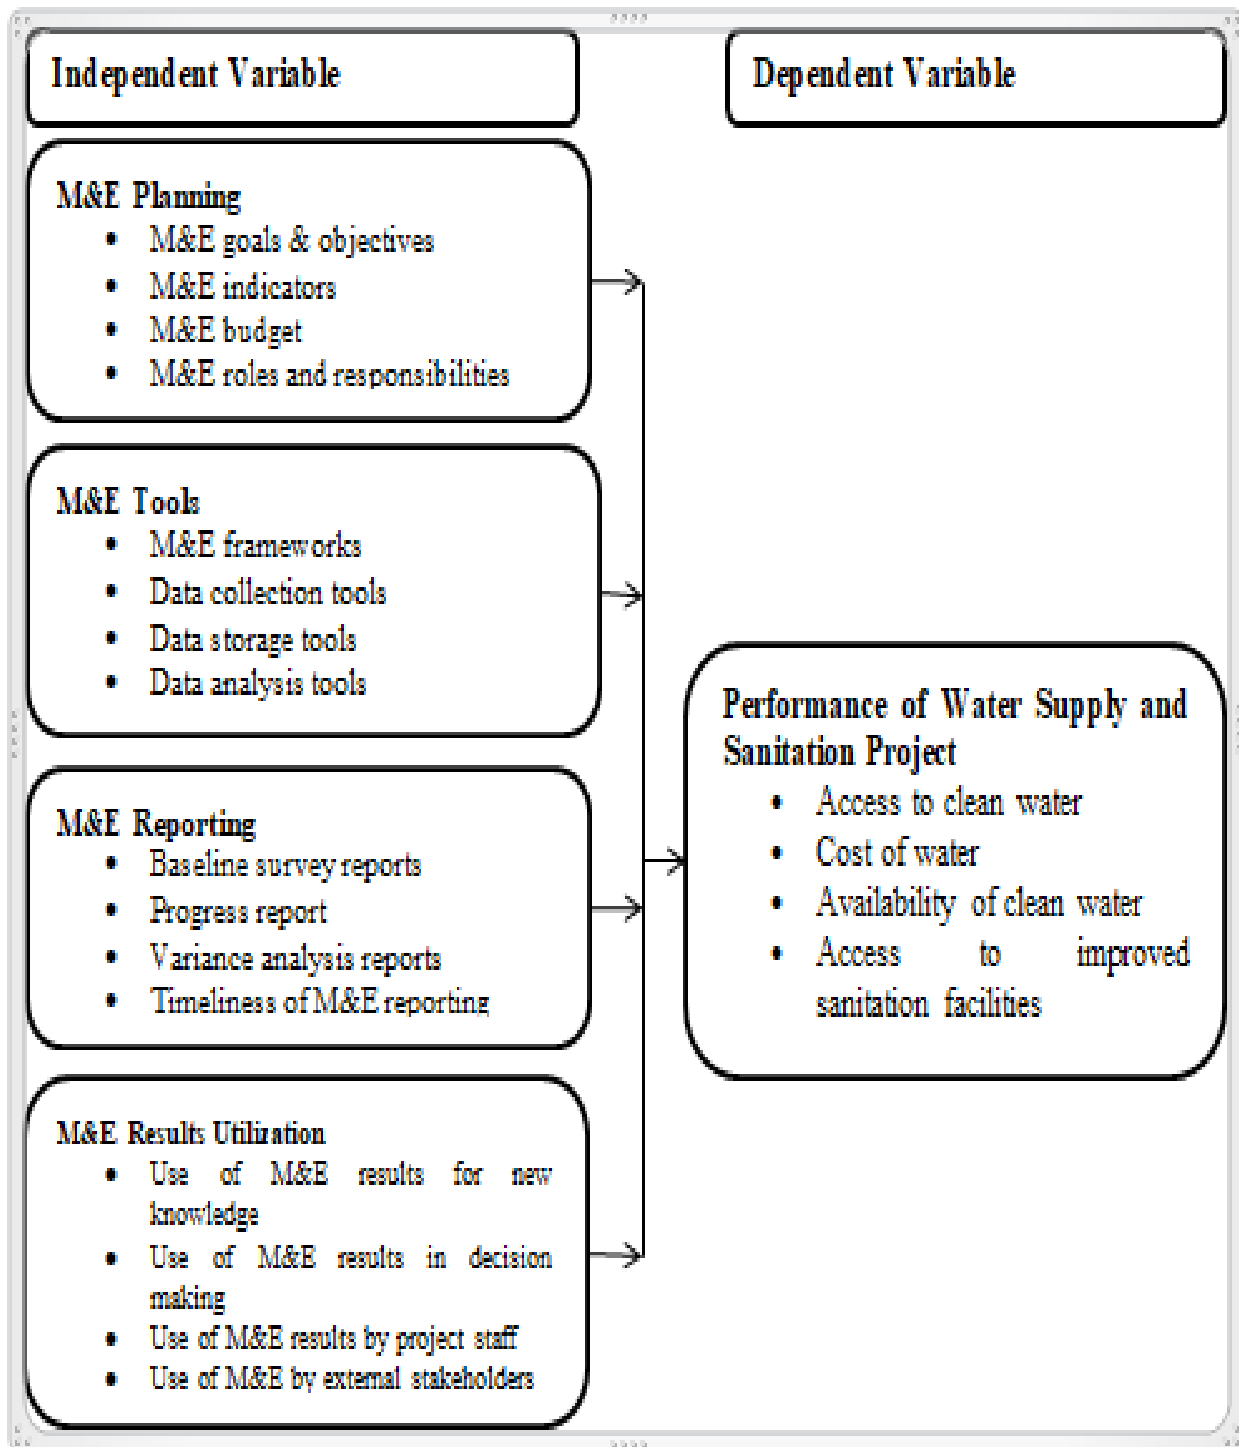 Independent Variable
Dependent Variable
M&E Planning
• M&E goals & objectives
• M&E indicators
• M&E budget
• M&E roles and responsibilities
M&E Tools
• M&E frameworks
• Data collection tools
• Data storage tools
• Data analysis tools
M&E Reporting
• Baseline survey reports
• Progress report
• Variance analysis reports
• Timeliness of M&E reporting
M&E Results Utilization
• Use of M&E results for new
knowledge
• Use of M&E results in decision
making
• Use of M&E results by project staff
• Use of M&E by external stakeholders
Performance of Water Supply and
Sanitation Project
• Access to clean water
• Cost of water
• Availability of clean water
• Access to improved
sanitation facilities